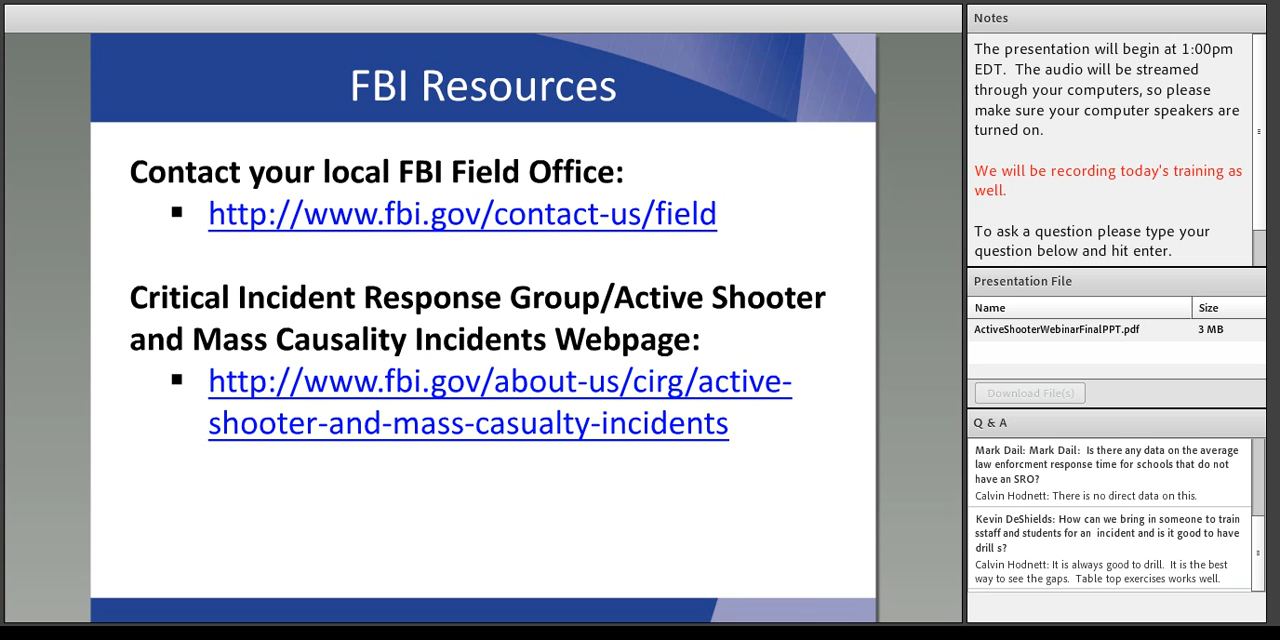 FBI Resources
Contact your local FBI Field Office:
▪ http://www.fbi.gov/contact-us/field
Critical Incident Response Group/Active Shooter
and Mass Causality Incidents Webpage:
▪ http://www.fbi.gov/about-us/cirg/active-
shooter-and-mass-casualty-incidents
Notes
The presentation will begin at 1:00pm
EDT. The audio will be streamed
through your computers, so please
make sure your computer speakers are
turned on.
We will be recording today's training as
well.
To ask a question please type your
question below and hit enter.
Presentation File
Name Size
ActiveShooterWebinarFinalPPT.pdf 3 MB
Download File(s)
Q & A
Mark Dail: Mark Dail: Is there any data on the average
law enforcment response time for schools that do not
have an SRO?
Calvin Hodnett: There is no direct data on this.
Kevin DeShields: How can we bring in someone to train
sstaff and students for an incident and is it good to have
drill s?
Calvin Hodnett: It is always good to drill. It is the best
way to see the gaps. Table top exercises works well.